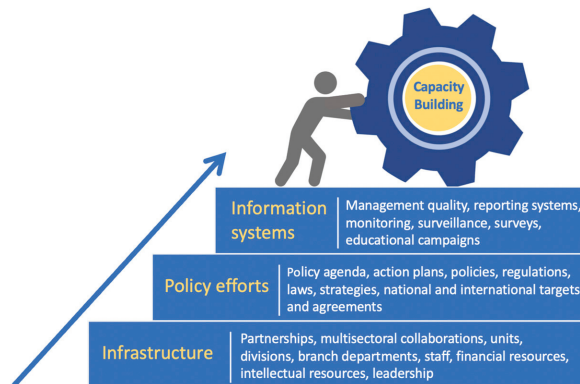 Capacity
Building
Information
systems
Management quality, reporting systems,
monitoring, surveillance, surveys,
educational campaigns
Policy efforts
Policy agenda, action plans, policies, regulations,
laws, strategies, national and international targets
and agreements
Infrastructure
Partnerships, multisectoral collaborations, units,
divisions, branch departments, staff, financial resources,
intellectual resources, leadership